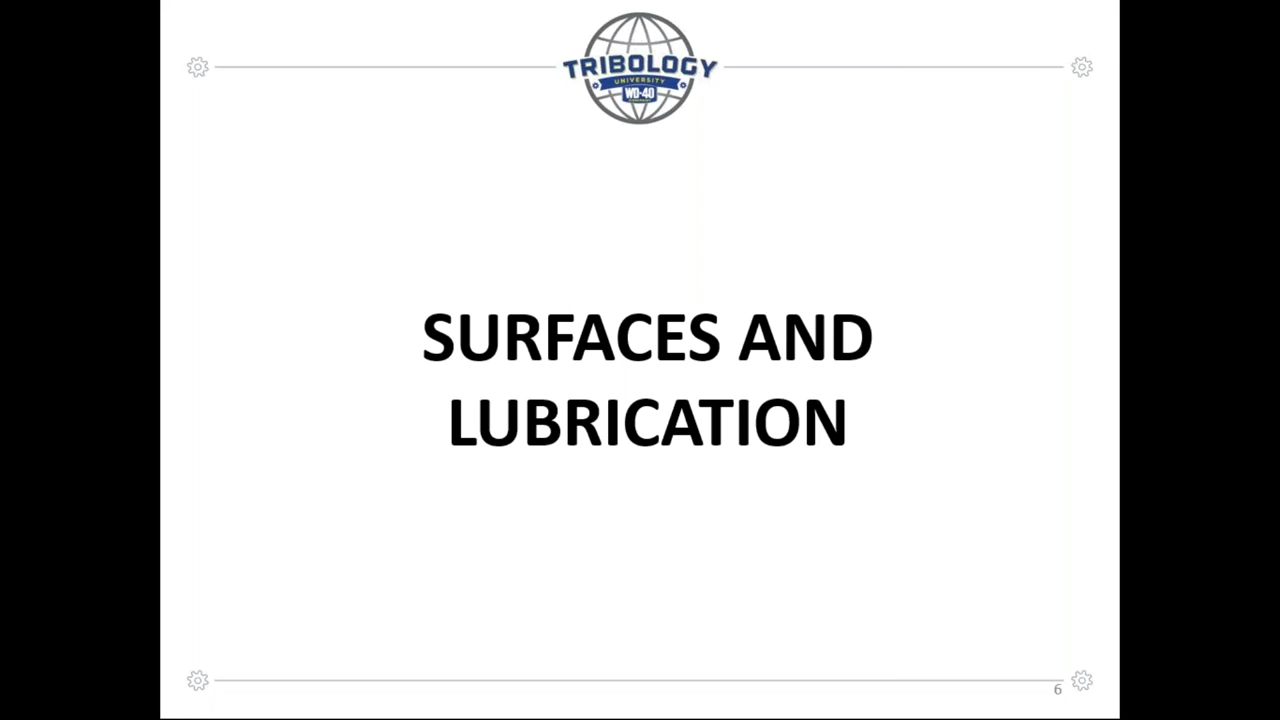 TRIBOLOGY
UNIVERSITY
WD-40
SURFACES AND
LUBRICATION
6